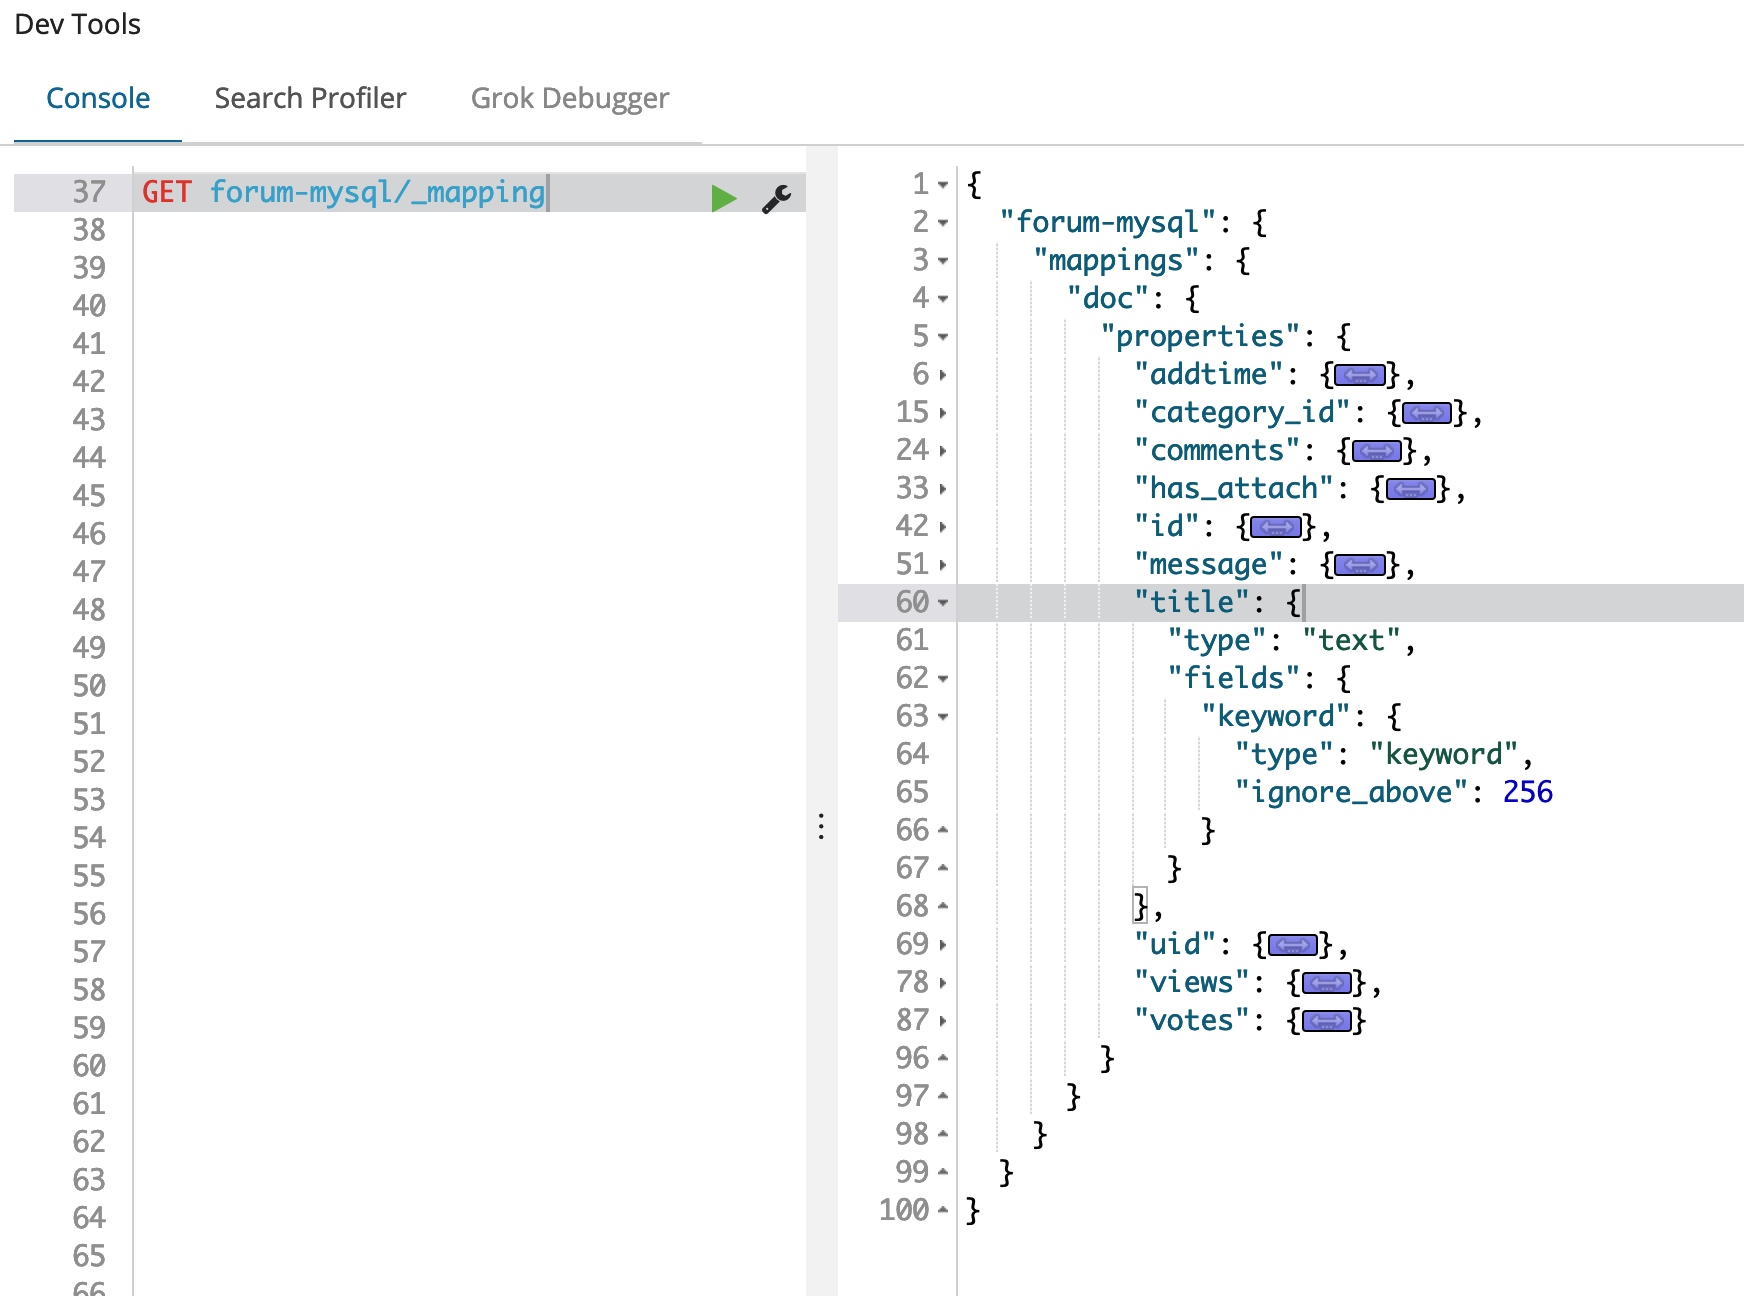 Dev Tools
Console Search Profiler Grok Debugger
37 GET forum-mysql/_mapping
38
39
40
41
42
43
44
45
46
47
48
49
50
51
52
53
54
55
56
57
58
59
60
61
62
63
64
65
66
1 {
2 "forum-mysql": {
3 "mappings": {
4 "doc": {
5 "properties": {
6 "addtime": {},
15 "category_id": {},
24 "comments": {},
33 "has_attach": {},
42 "id": {},
51 "message": {},
60 "title": {
61 "type": "text",
62 "fields": {
63 "keyword": {
64 "type": "keyword",
65 "ignore_above": 256
66 }
67 }
68 },
69 "uid": {},
78 "views": {},
87 "votes": {}
96 }
97 }
98 }
99 }
100 }